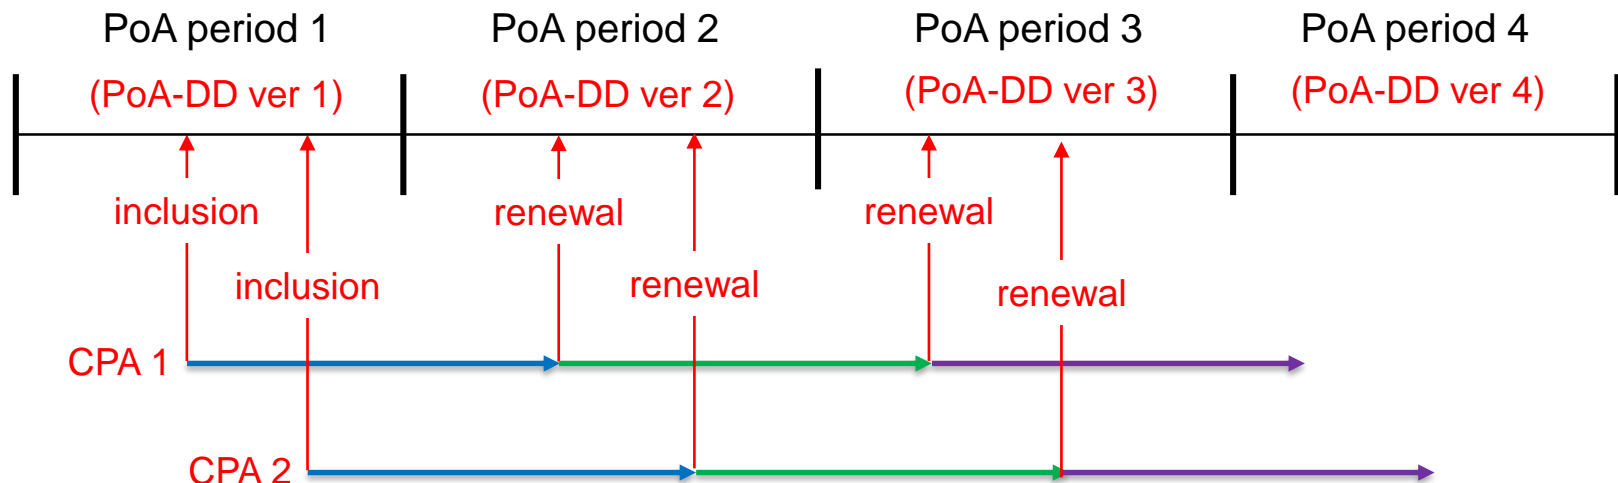 PoA period 1
PoA period 2
PoA period 3
PoA period 4
(PoA-DD ver 1)
(PoA-DD ver 2)
(PoA-DD ver 3)
(PoA-DD ver 4)
inclusion
renewal
renewal
inclusion
renewal
renewal
CPA 1
CPA 2